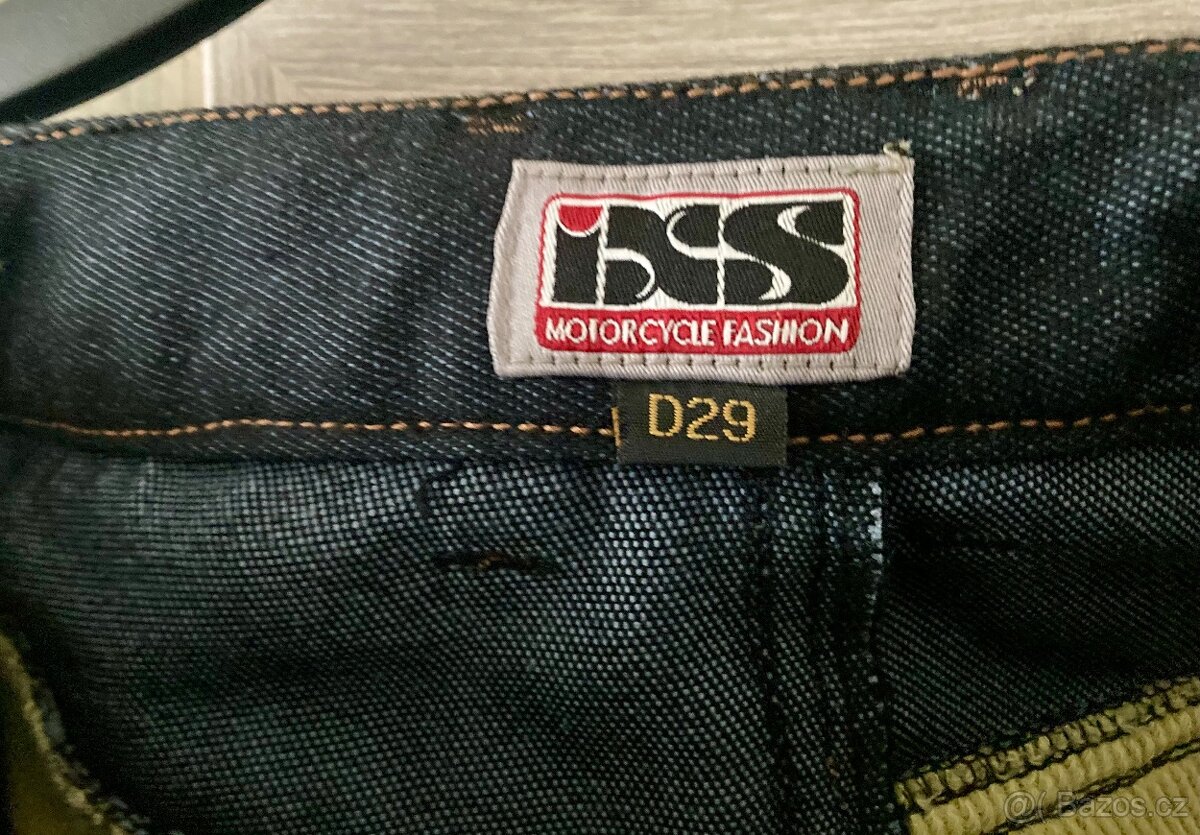 iXS
MOTORCYCLE FASHION
D29
@( Bazos.cz